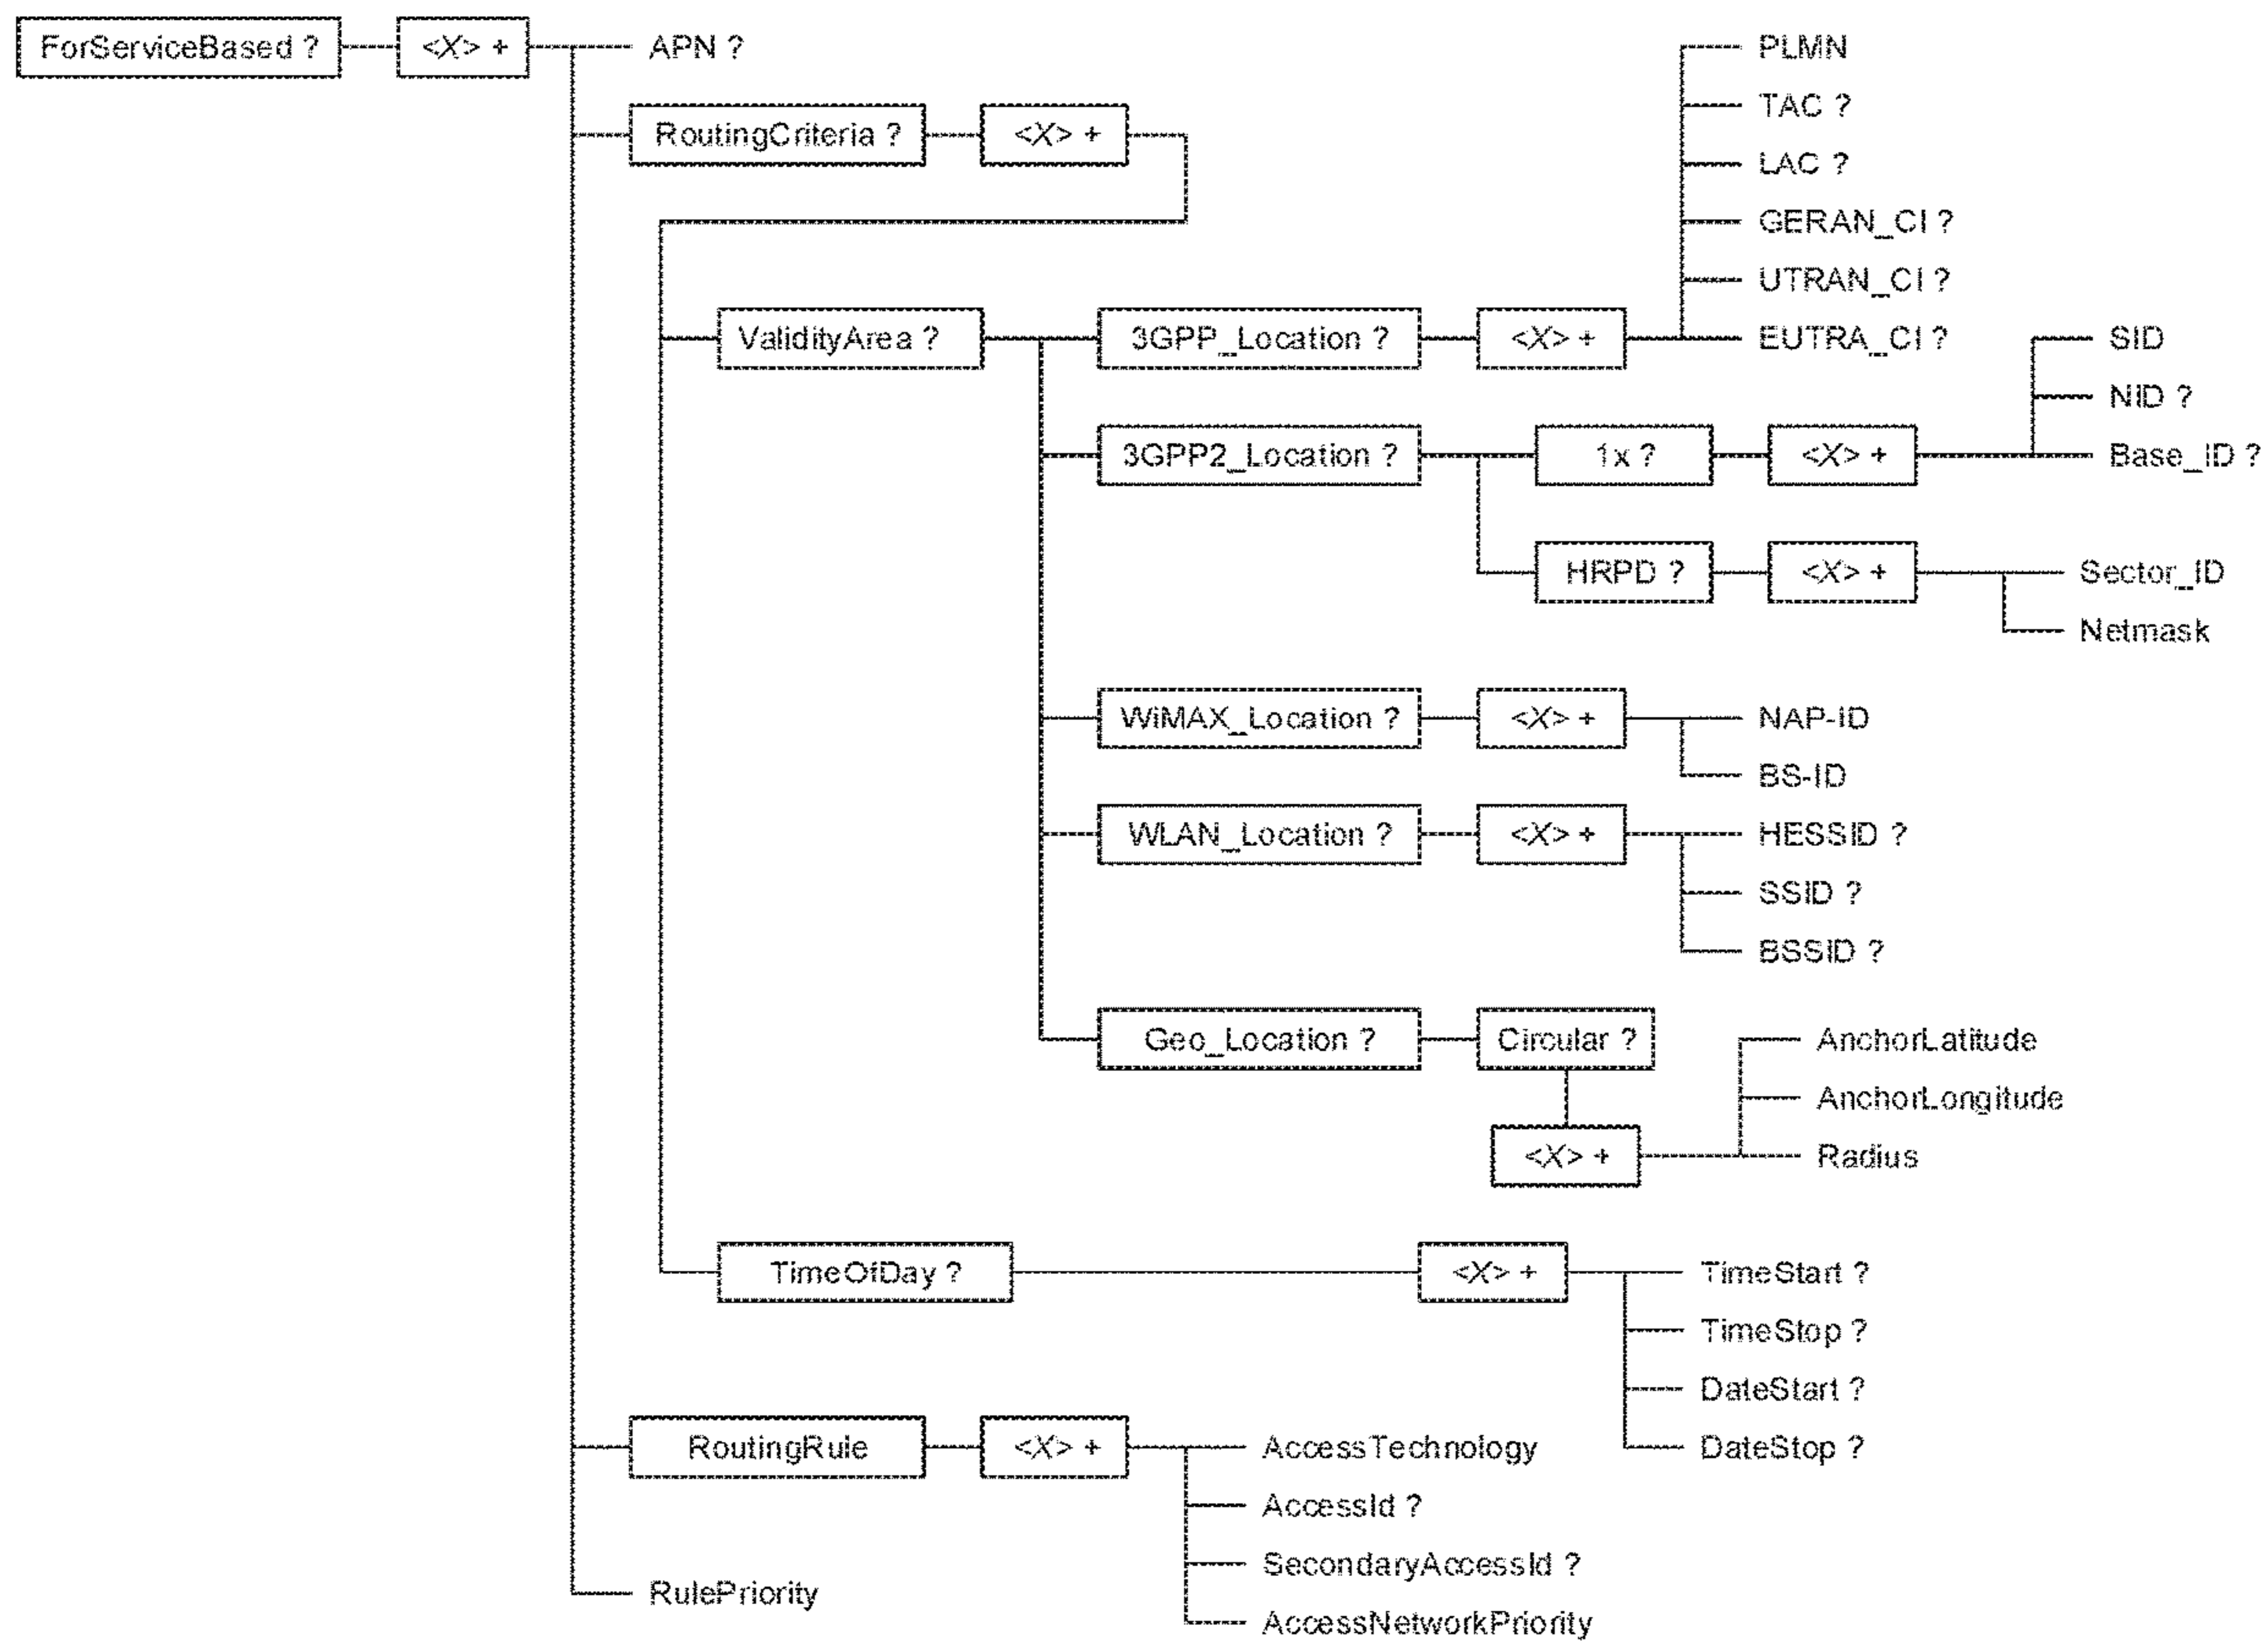 ForServiceBased ?
<X> +
APN ?
RoutingCriteria ?
<X> +
ValidityArea ?
3GPP_Location ?
<X> +
PLMN
TAC ?
LAC ?
GERAN_CI ?
UTRAN_CI ?
EUTRA_CI ?
3GPP2_Location ?
1x ?
<X> +
SID
NID ?
Base_ID ?
HRPD ?
<X> +
Sector_ID
Netmask
WiMAX_Location ?
<X> +
NAP-ID
BS-ID
WLAN_Location ?
<X> +
HESSID ?
SSID ?
BSSID ?
Geo_Location ?
Circular ?
<X> +
AnchorLatitude
AnchorLongitude
Radius
TimeOfDay ?
<X> +
TimeStart ?
TimeStop ?
DateStart ?
DateStop ?
RoutingRule
<X> +
AccessTechnology
AccessId ?
SecondaryAccessId ?
AccessNetworkPriority
RulePriority